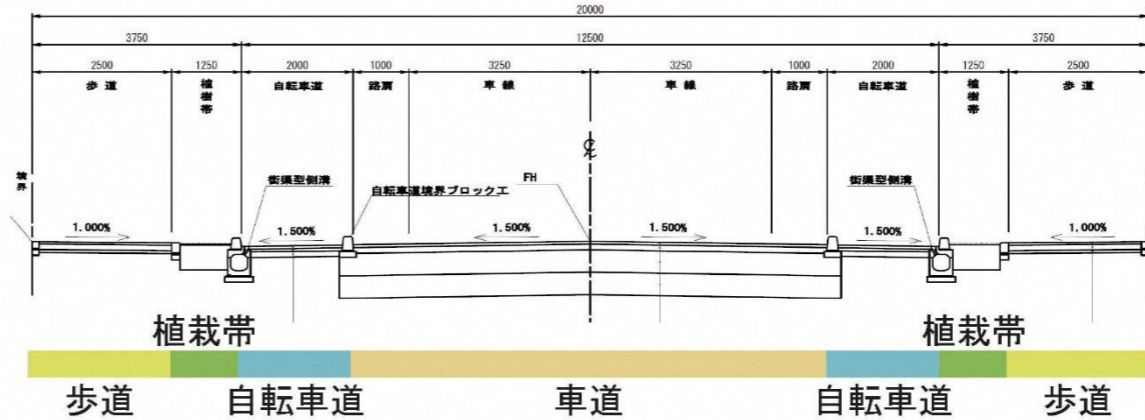 20000
3750 12500 3750
2500 1250 2000 1000 3250 3250 1000 2000 1250 2500
歩道 植樹帯 自転車道 路肩 車線 車線 路肩 自転車道 植樹帯 歩道
境界
街渠型側溝 自転車道境界ブロック工 FH 街渠型側溝
1.000% 1.500% 1.500% 1.500% 1.500% 1.000%
植栽帯 植栽帯
歩道 自転車道 車道 自転車道 歩道